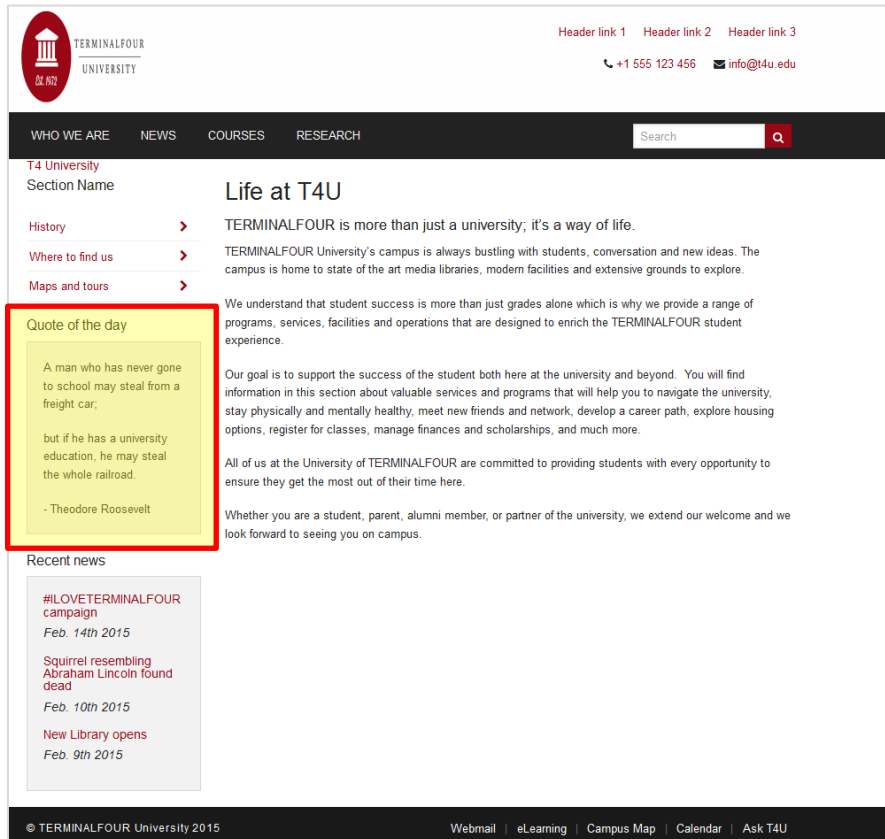 TERMINALFOUR
UNIVERSITY
Est. 1972
Header link 1 Header link 2 Header link 3
+1 555 123 456 info@t4u.edu
WHO WE ARE NEWS COURSES RESEARCH Search
T4 University
Section Name
History
Where to find us
Maps and tours
Quote of the day
A man who has never gone
to school may steal from a
freight car;
but if he has a university
education, he may steal
the whole railroad.
- Theodore Roosevelt
Recent news
#ILOVETERMINALFOUR
campaign
Feb. 14th 2015
Squirrel resembling
Abraham Lincoln found
dead
Feb. 10th 2015
New Library opens
Feb. 9th 2015
Life at T4U
TERMINALFOUR is more than just a university; it's a way of life.
TERMINALFOUR University's campus is always bustling with students, conversation and new ideas. The
campus is home to state of the art media libraries, modern facilities and extensive grounds to explore.
We understand that student success is more than just grades alone which is why we provide a range of
programs, services, facilities and operations that are designed to enrich the TERMINALFOUR student
experience.
Our goal is to support the success of the student both here at the university and beyond. You will find
information in this section about valuable services and programs that will help you to navigate the university,
stay physically and mentally healthy, meet new friends and network, develop a career path, explore housing
options, register for classes, manage finances and scholarships, and much more.
All of us at the University of TERMINALFOUR are committed to providing students with every opportunity to
ensure they get the most out of their time here.
Whether you are a student, parent, alumni member, or partner of the university, we extend our welcome and we
look forward to seeing you on campus.
© TERMINALFOUR University 2015 Webmail | eLearning | Campus Map | Calendar | Ask T4U